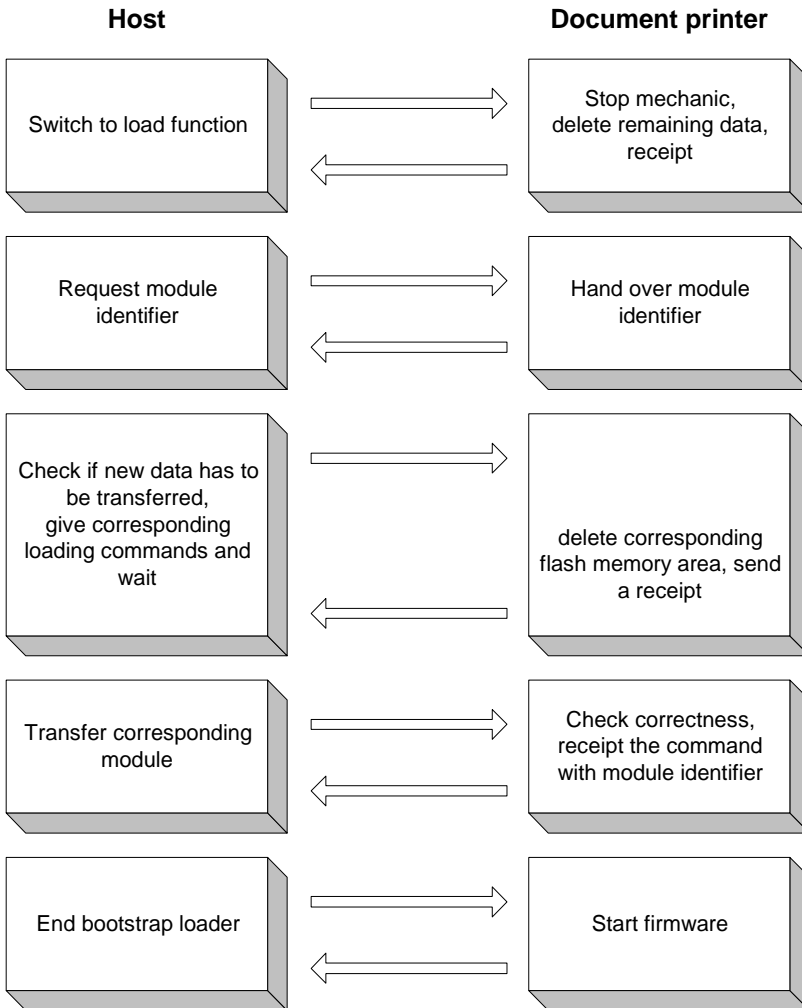 Host
Document printer
Switch to load function
Stop mechanic,
delete remaining data,
receipt
Request module
identifier
Hand over module
identifier
Check if new data has to
be transferred,
give corresponding
loading commands and
wait
delete corresponding
flash memory area, send
a receipt
Transfer corresponding
module
Check correctness,
receipt the command
with module identifier
End bootstrap loader
Start firmware